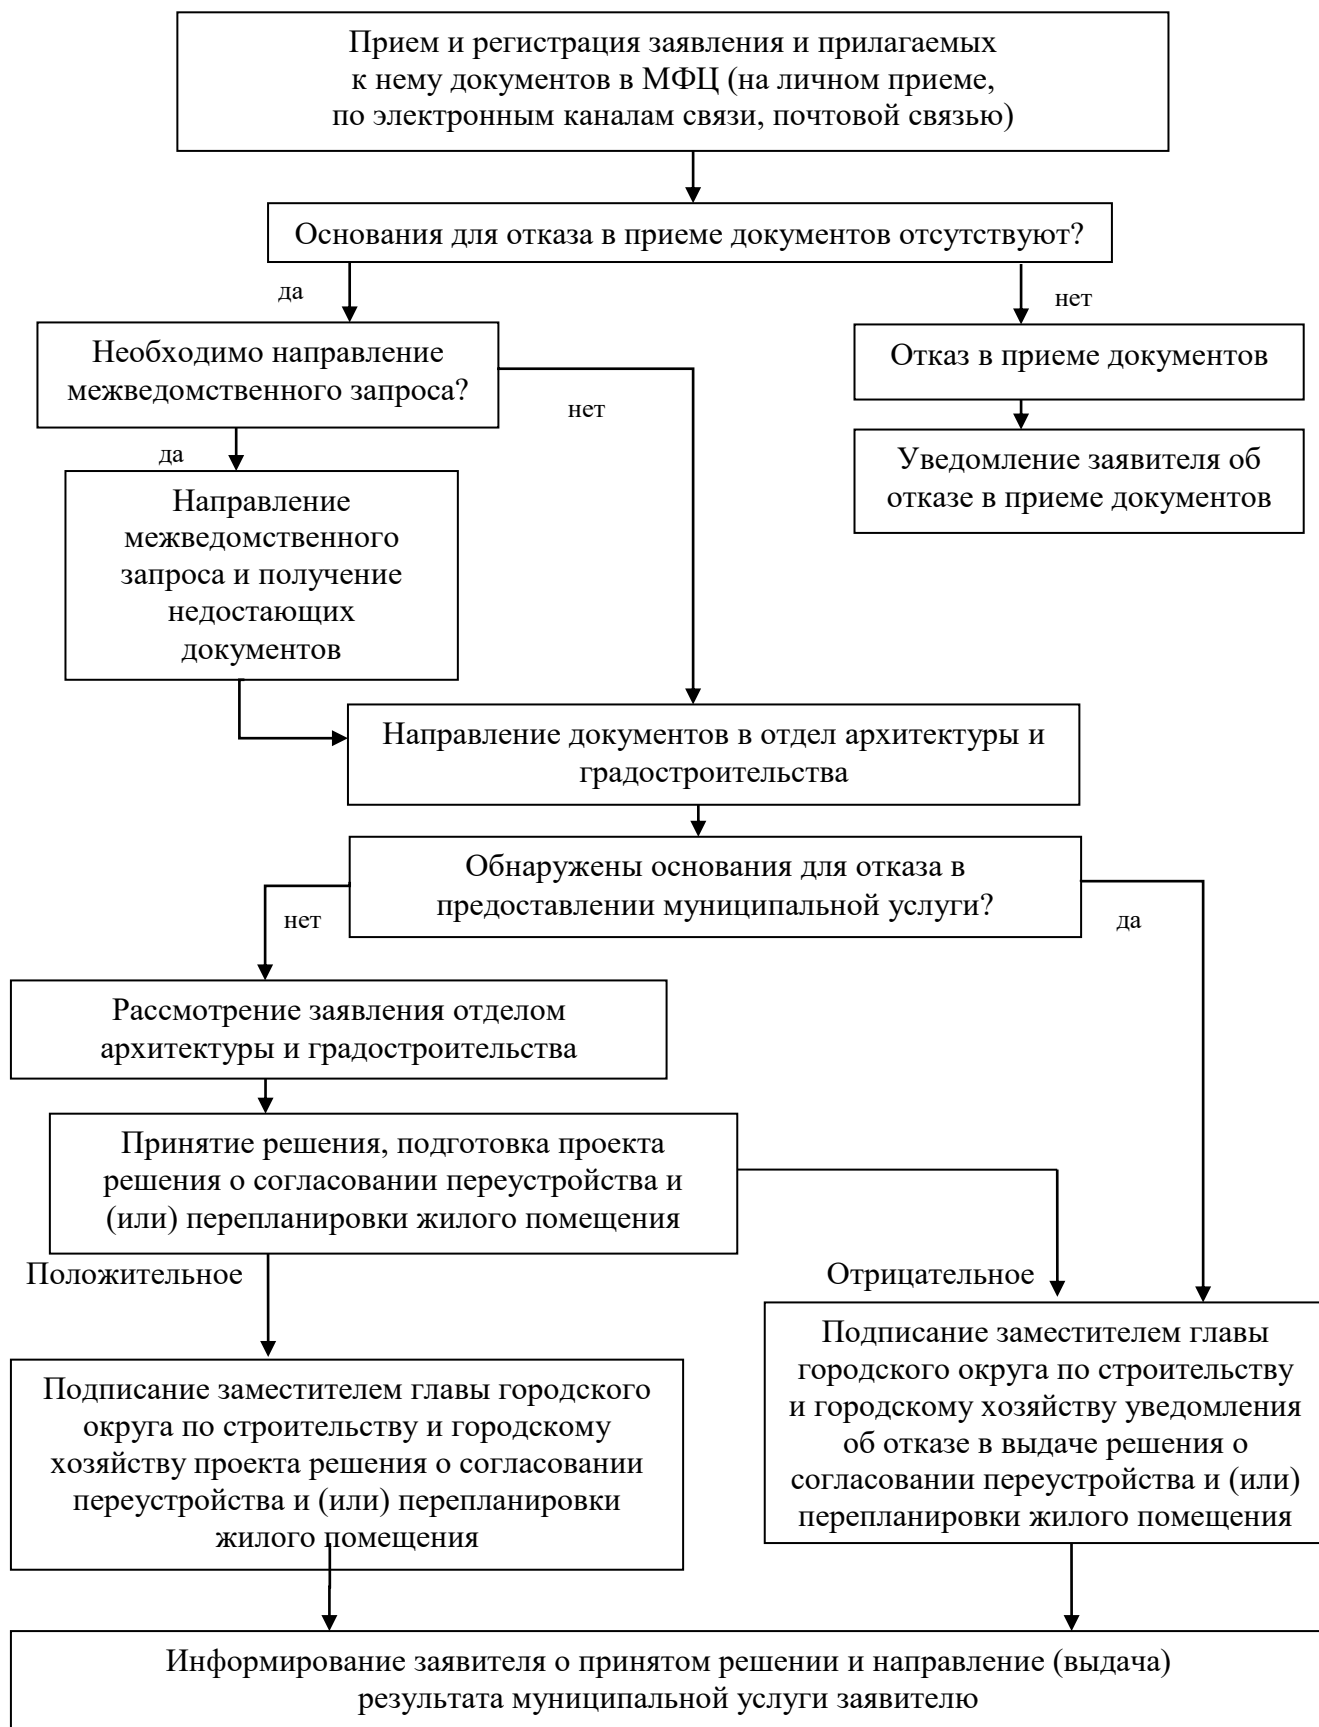 Прием и регистрация заявления и прилагаемых
к нему документов в МФЦ (на личном приеме,
по электронным каналам связи, почтовой связью)
Основания для отказа в приеме документов отсутствуют?
да
нет
Необходимо направление
межведомственного запроса?
Отказ в приеме документов
нет
да
Уведомление заявителя об
отказе в приеме документов
Направление
межведомственного
запроса и получение
недостающих
документов
Направление документов в отдел архитектуры и
градостроительства
Обнаружены основания для отказа в
предоставлении муниципальной услуги?
нет
да
Рассмотрение заявления отделом
архитектуры и градостроительства
Принятие решения, подготовка проекта
решения о согласовании переустройства и
(или) перепланировки жилого помещения
Положительное
Отрицательное
Подписание заместителем главы городского
округа по строительству и городскому
хозяйству проекта решения о согласовании
переустройства и (или) перепланировки
жилого помещения
Подписание заместителем главы
городского округа по строительству
и городскому хозяйству уведомления
об отказе в выдаче решения о
согласовании переустройства и (или)
перепланировки жилого помещения
Информирование заявителя о принятом решении и направление (выдача)
результата муниципальной услуги заявителю